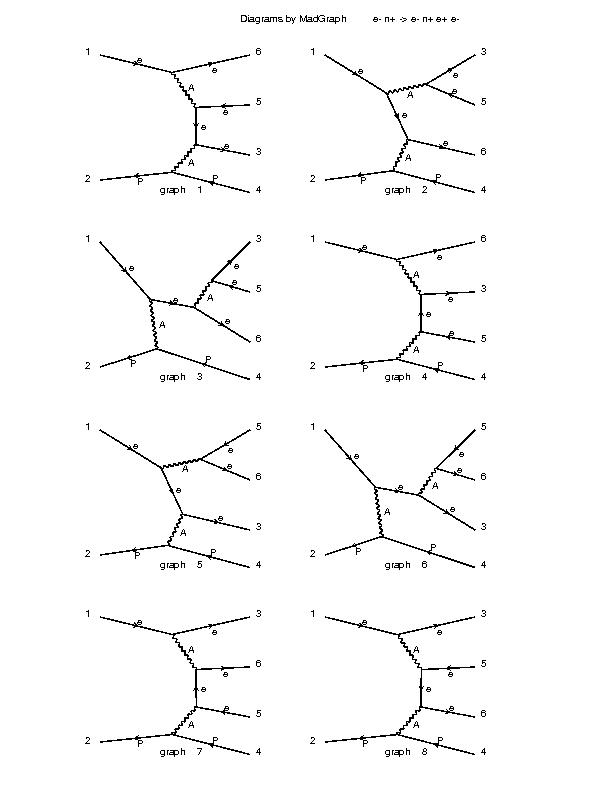 Diagrams by MadGraph e- n+ -> e- n+ e+ e-
1 e 6 e
A
5 e
e
e 3
A
2 P P 4
graph 1
1 e 3 e
A e 5
e
e 6
A
2 P P 4
graph 2
1 3
e e
e 5
e A
A e 6
2 P P 4
graph 3
1 e 6 e
A
3 e
e
e 5
A
2 P P 4
graph 4
1 e 5 e
A e 6
e
e 3
A
2 P P 4
graph 5
1 5
e e
e 6
e A
A e 3
2 P P 4
graph 6
1 e 3 e
A
6 e
e
e 5
A
2 P P 4
graph 7
1 e 3 e
A
5 e
e
e 6
A
2 P P 4
graph 8